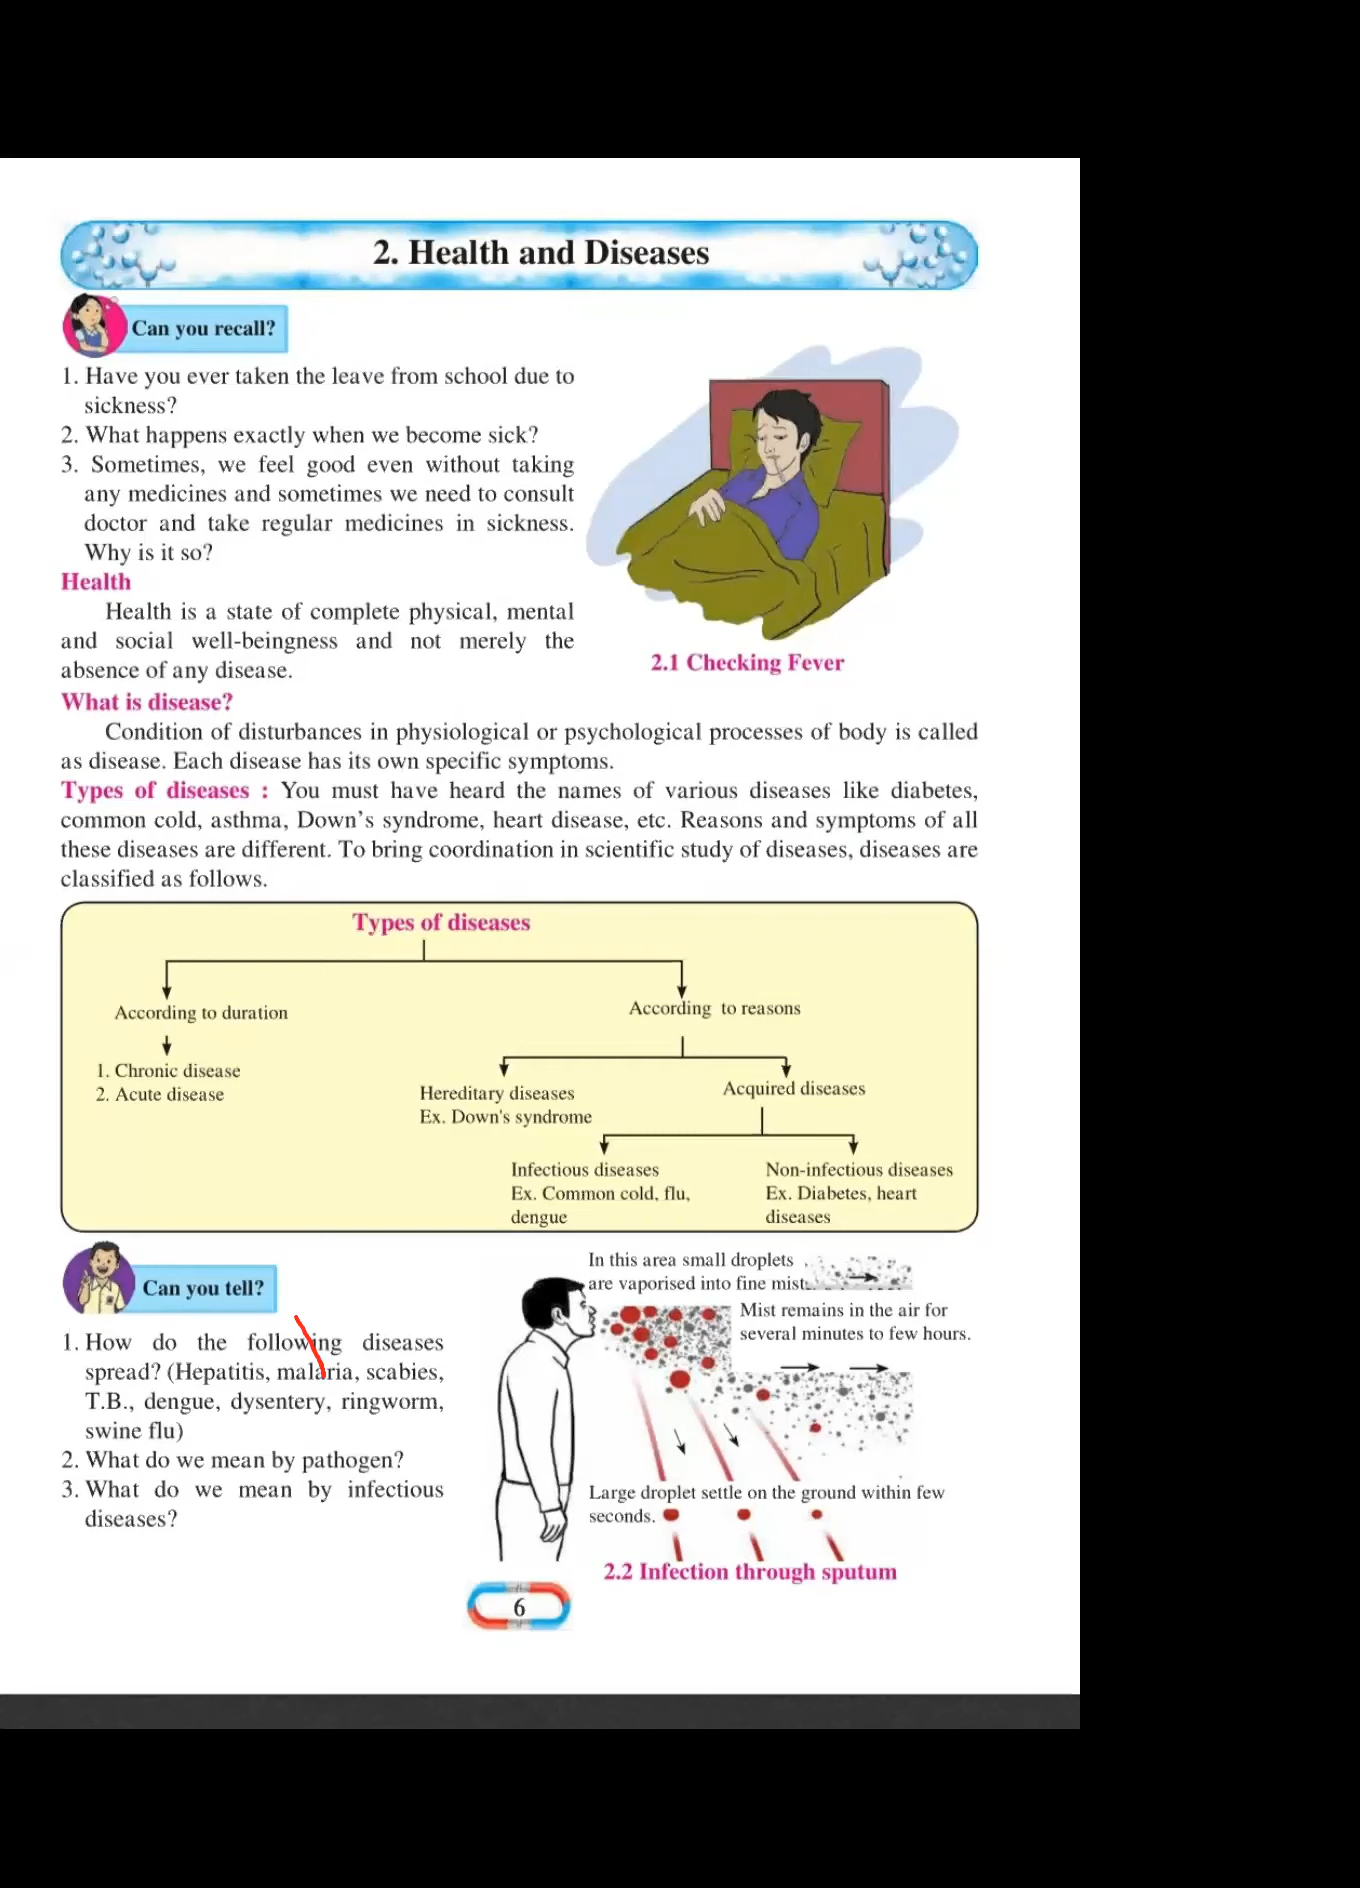 2. Health and Diseases
Can you recall?
1. Have you ever taken the leave from school due to
sickness?
2. What happens exactly when we become sick?
3. Sometimes, we feel good even without taking
any medicines and sometimes we need to consult
doctor and take regular medicines in sickness.
Why is it so?
Health
Health is a state of complete physical, mental
and social well-beingness and not merely the
absence of any disease.
2.1 Checking Fever
What is disease?
Condition of disturbances in physiological or psychological processes of body is called
as disease. Each disease has its own specific symptoms.
Types of diseases : You must have heard the names of various diseases like diabetes,
common cold, asthma, Down's syndrome, heart disease, etc. Reasons and symptoms of all
these diseases are different. To bring coordination in scientific study of diseases, diseases are
classified as follows.
Types of diseases
According to duration
According to reasons
1. Chronic disease
2. Acute disease
Hereditary diseases
Ex. Down's syndrome
Acquired diseases
Infectious diseases
Ex. Common cold, flu,
dengue
Non-infectious diseases
Ex. Diabetes, heart
diseases
Can you tell?
1. How do the following diseases
spread? (Hepatitis, malaria, scabies,
T.B., dengue, dysentery, ringworm,
swine flu)
2. What do we mean by pathogen?
3. What do we mean by infectious
diseases?
In this area small droplets
are vaporised into fine mist.
Mist remains in the air for
several minutes to few hours.
Large droplet settle on the ground within few
seconds.
2.2 Infection through sputum
6